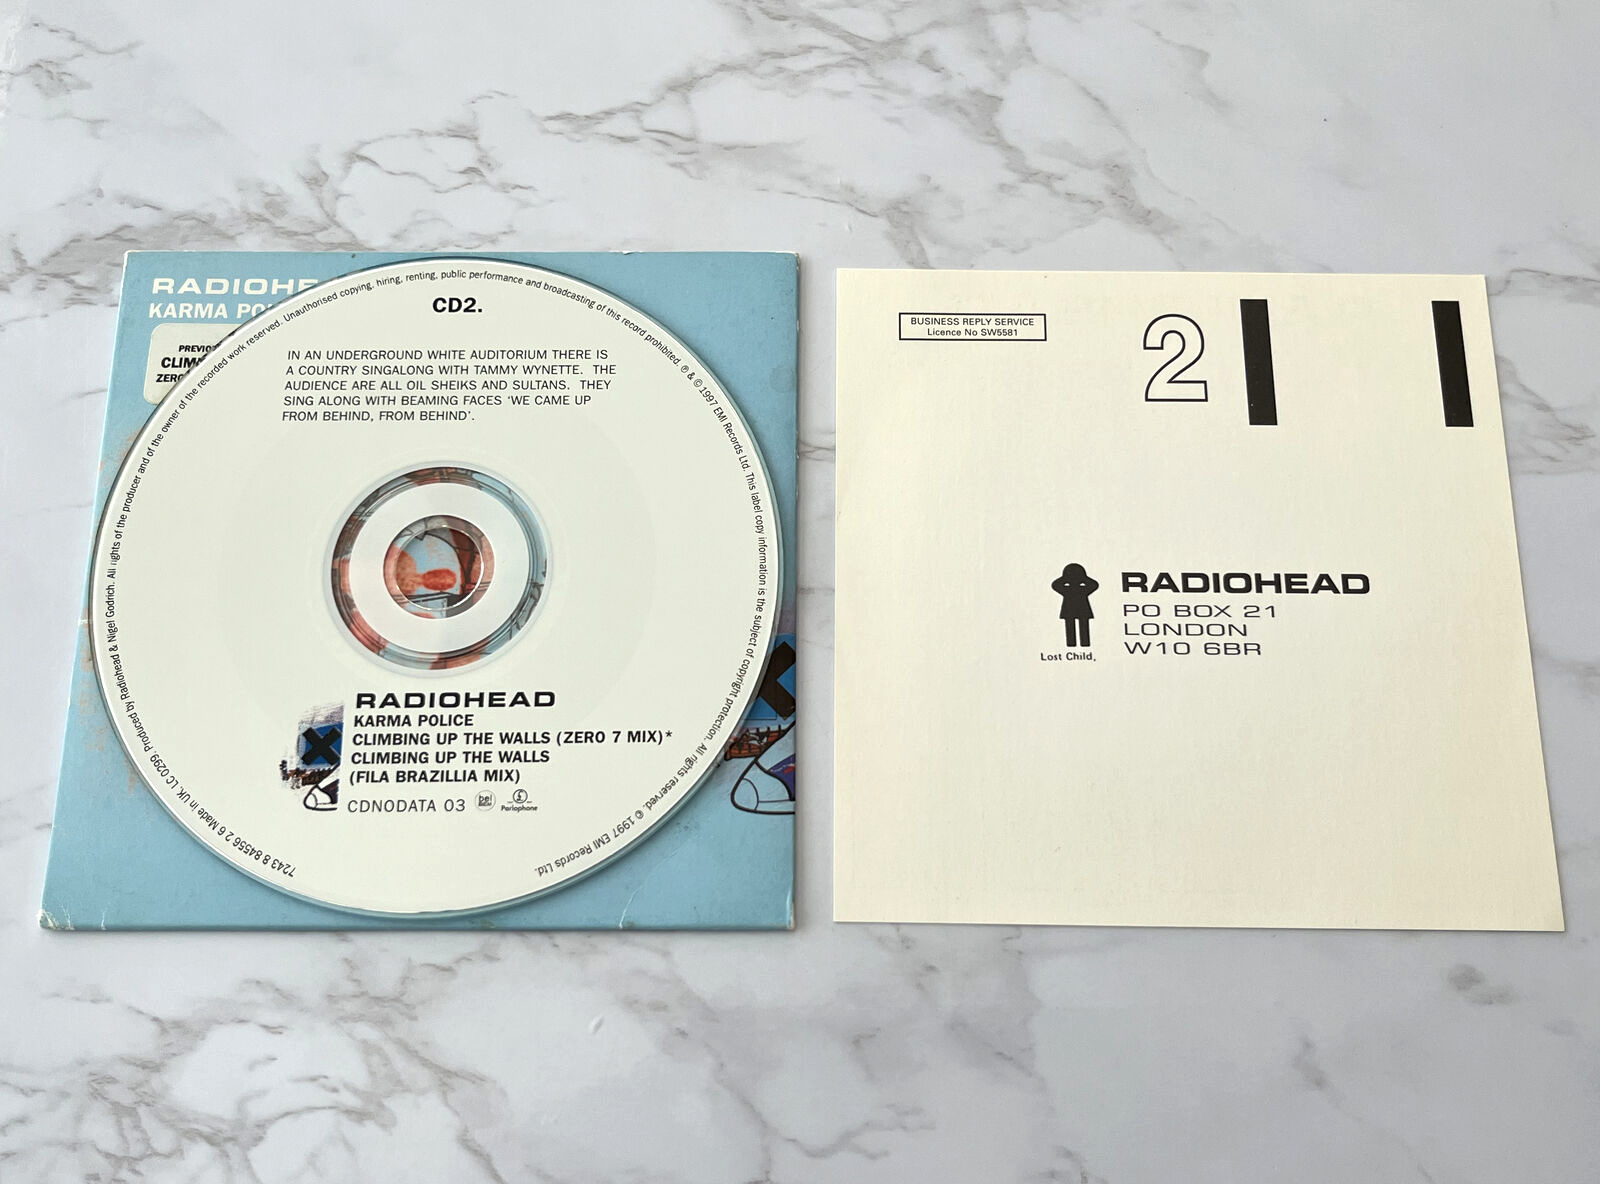 RADIOHE
KARMA PO
CLIM
ZERO
CD2.
IN AN UNDERGROUND WHITE AUDITORIUM THERE IS
A COUNTRY SINGALONG WITH TAMMY WYNETTE. THE
AUDIENCE ARE ALL OIL SHEIKS AND SULTANS. THEY
SING ALONG WITH BEAMING FACES ‘WE CAME UP
FROM BEHIND, FROM BEHIND’.
RADIOHEAD
KARMA POLICE
CLIMBING UP THE WALLS (ZERO 7 MIX)*
CLIMBING UP THE WALLS
(FILA BRAZILLIA MIX)
CDNODATA 03
Parlophone
7243 8 84556 2 6 Made in UK. LC 0299. Produced by Radiohead & Nigel Godrich. All rights of the producer and of the owner of the recorded work reserved. Unauthorised copying, hiring, renting, public performance and broadcasting of this record prohibited. ℗ & © 1997 EMI Records Ltd. This label copy information is the subject of copyright protection. All rights reserved. © 1997 EMI Records Ltd.
BUSINESS REPLY SERVICE
Licence No SW5581
2
Lost Child.
RADIOHEAD
PO BOX 21
LONDON
W10 6BR